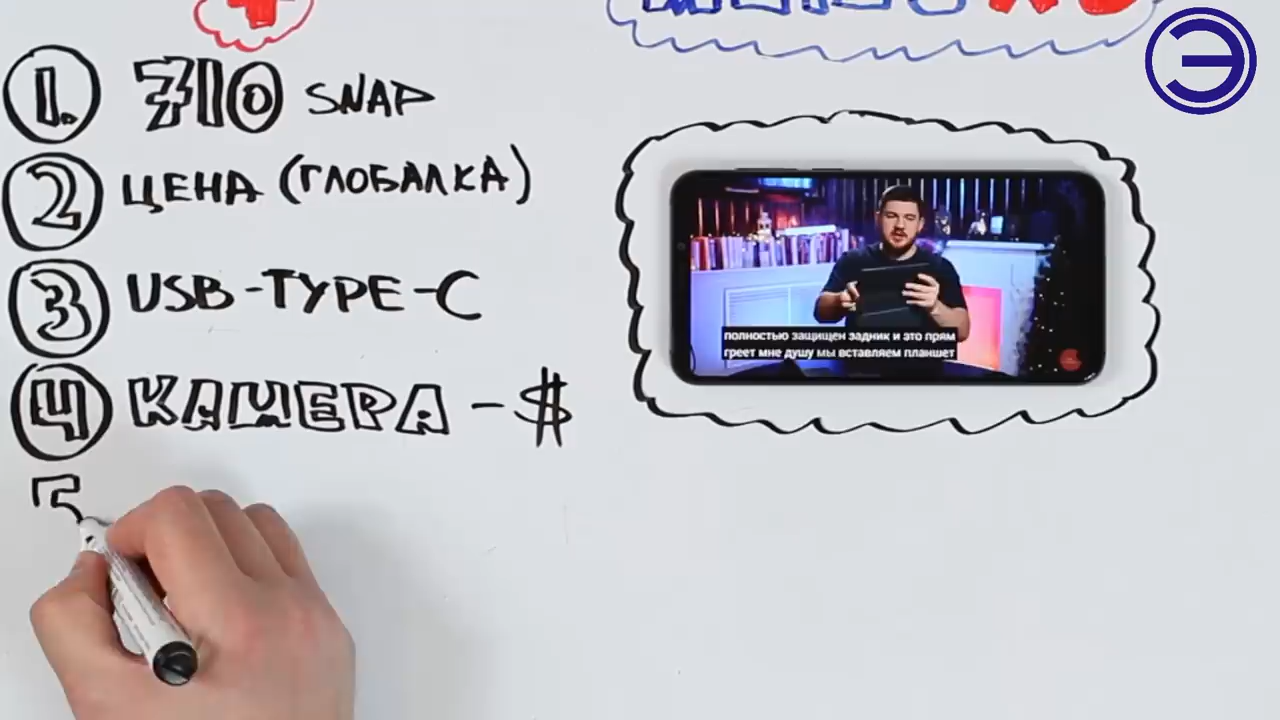 1. 710 SNAP
2 ЦЕНА (ГЛОБАЛКА)
3 USB-TYPE-C
4 КАМЕРА - $
5
полностью защищен задник и это прям
греет мне душу мы вставляем планшет
Э